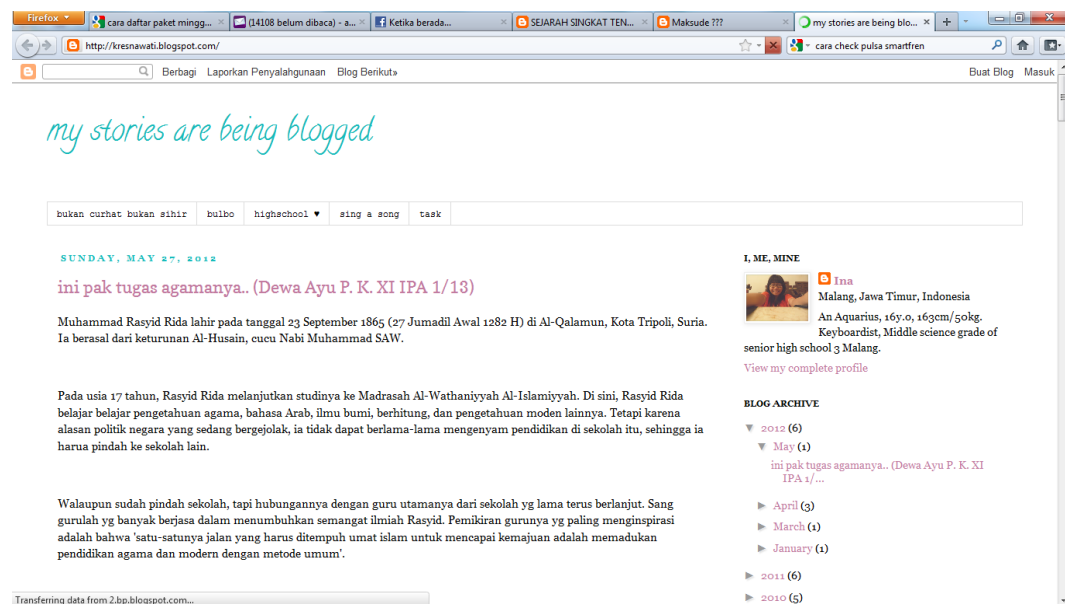 Firefox
cara daftar paket mingg...
(14108 belum dibaca) - a...
Ketika berada...
SEJARAH SINGKAT TEN...
Maksude ???
my stories are being blo...
http://kresnawati.blogspot.com/
cara check pulsa smartfren
Berbagi Laporkan Penyalahgunaan Blog Berikut»
Buat Blog Masuk
my stories are being blogged
bukan curhat bukan sihir bulbo highschool ♥ sing a song task
SUNDAY, MAY 27, 2012
ini pak tugas agamanya.. (Dewa Ayu P. K. XI IPA 1/13)
Muhammad Rasyid Rida lahir pada tanggal 23 September 1865 (27 Jumadil Awal 1282 H) di Al-Qalamun, Kota Tripoli, Suria.
Ia berasal dari keturunan Al-Husain, cucu Nabi Muhammad SAW.
Pada usia 17 tahun, Rasyid Rida melanjutkan studinya ke Madrasah Al-Wathaniyyah Al-Islamiyyah. Di sini, Rasyid Rida
belajar belajar pengetahuan agama, bahasa Arab, ilmu bumi, berhitung, dan pengetahuan moden lainnya. Tetapi karena
alasan politik negara yang sedang bergejolak, ia tidak dapat berlama-lama mengenyam pendidikan di sekolah itu, sehingga ia
harua pindah ke sekolah lain.
Walaupun sudah pindah sekolah, tapi hubungannya dengan guru utamanya dari sekolah yg lama terus berlanjut. Sang
gurulah yg banyak berjasa dalam menumbuhkan semangat ilmiah Rasyid. Pemikiran gurunya yg paling menginspirasi
adalah bahwa 'satu-satunya jalan yang harus ditempuh umat islam untuk mencapai kemajuan adalah memadukan
pendidikan agama dan modern dengan metode umum'.
I, ME, MINE
Ina
Malang, Jawa Timur, Indonesia
An Aquarius, 16y.o, 163cm/50kg.
Keyboardist, Middle science grade of
senior high school 3 Malang.
View my complete profile
BLOG ARCHIVE
▼ 2012 (6)
▼ May (1)
ini pak tugas agamanya.. (Dewa Ayu P. K. XI
IPA 1/...
► April (3)
► March (1)
► January (1)
► 2011 (6)
► 2010 (5)
Transferring data from 2.bp.blogspot.com...